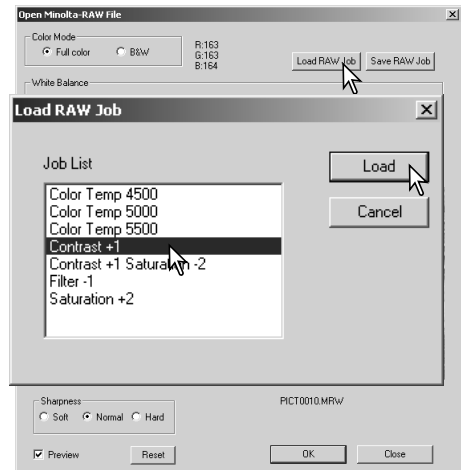 Open Minolta-RAW File
Color Mode
Full color B&W
R:163
G:163
B:164
Load RAW Job Save RAW Job
White Balance
Load RAW Job
Job List
Color Temp 4500
Color Temp 5000
Color Temp 5500
Contrast +1
Contrast +1 Saturation -2
Filter -1
Saturation +2
Load
Cancel
Sharpness
Soft Normal Hard
PICT0010.MRW
Preview Reset OK Close